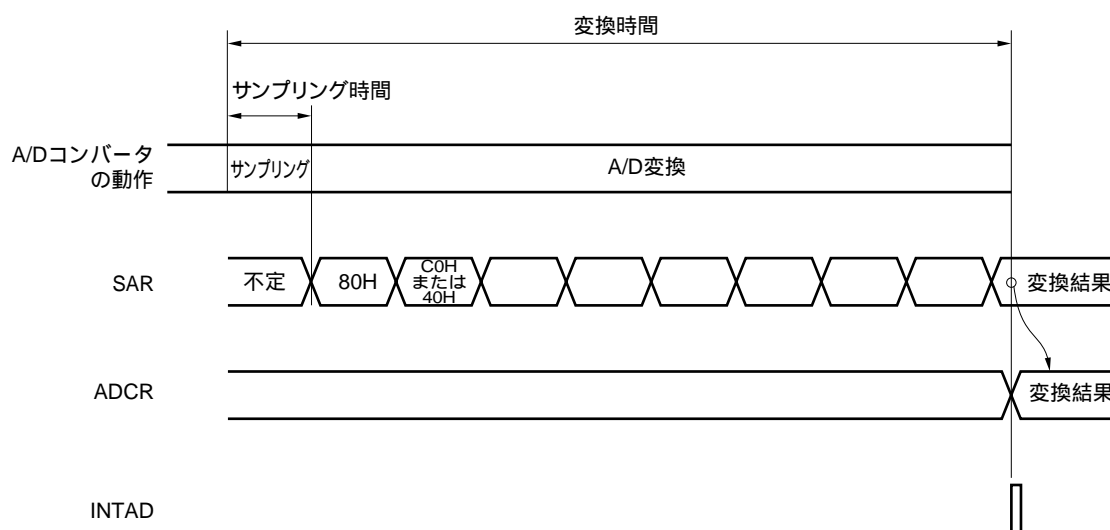 変換時間
サンプリング時間
A/Dコンバータ
の動作
サンプリング
A/D変換
SAR
不定
80H
C0H
または
40H
変換結果
ADCR
変換結果
INTAD